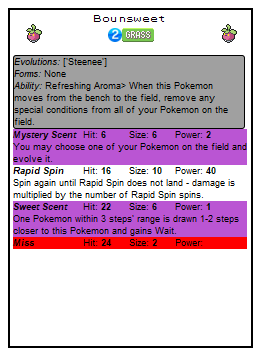 Bounsweet
2 GRASS
Evolutions: ['Steenee']
Forms: None
Ability: Refreshing Aroma> When this Pokemon
moves from the bench to the field, remove any
special conditions from all of your Pokemon on the
field.
Mystery Scent Hit: 6 Size: 6 Power: 2
You may choose one of your Pokemon on the field and
evolve it.
Rapid Spin Hit: 16 Size: 10 Power: 40
Spin again until Rapid Spin does not land - damage is
multiplied by the number of Rapid Spin spins.
Sweet Scent Hit: 22 Size: 6 Power: 1
One Pokemon within 3 steps' range is drawn 1-2 steps
closer to this Pokemon and gains Wait.
Miss Hit: 24 Size: 2 Power: